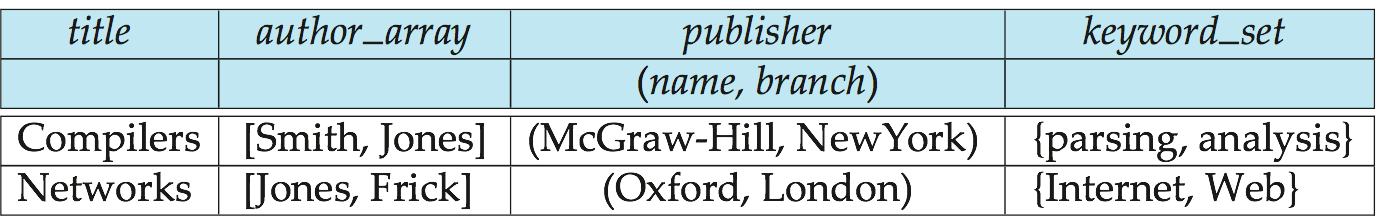 title author_array publisher keyword_set
(name, branch)
Compilers [Smith, Jones] (McGraw-Hill, NewYork) {parsing, analysis}
Networks [Jones, Frick] (Oxford, London) {Internet, Web}